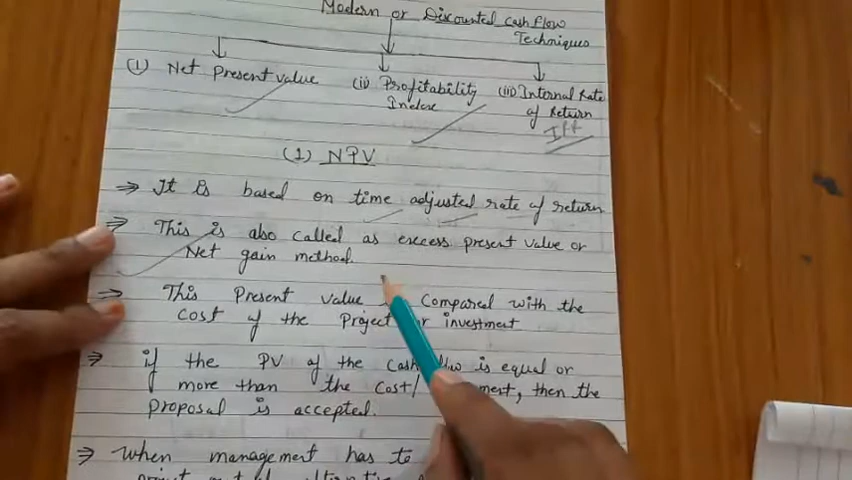 Modern or Discounted cash flow
Techniques
(i) Net Present value
(ii) Profitability
Index
(iii) Internal Rate
of Return
IRR
(1) NPV
⇒ It is based on time adjusted rate of return
⇒ This is also called as excess present value or
Net gain method.
⇒ This Present value Compared with the
cost of the Project or investment
⇒ if the PV of the cash is equal or
more than the cost/ then the
proposal is accepted.
⇒ when management has to